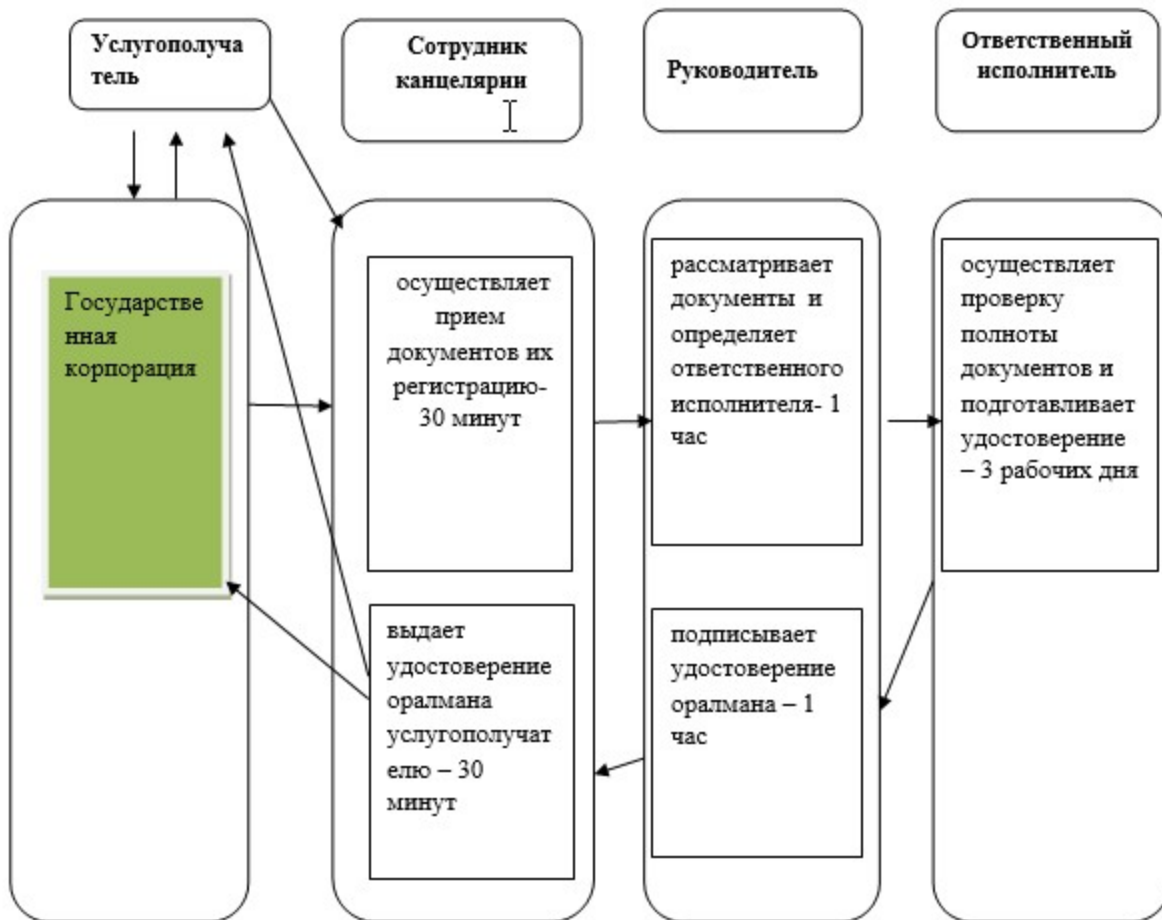 Услугополуча
тель
Сотрудник
канцелярии
Руководитель
Ответственный
исполнитель
Государстве
нная
корпорация
осуществляет
прием
документов их
регистрацию-
30 минут
рассматривает
документы и
определяет
ответственного
исполнителя- 1
час
осуществляет
проверку
полноты
документов и
подготавливает
удостоверение
– 3 рабочих дня
выдает
удостоверение
оралмана
услугополучат
елю – 30
минут
подписывает
удостоверение
оралмана – 1
час